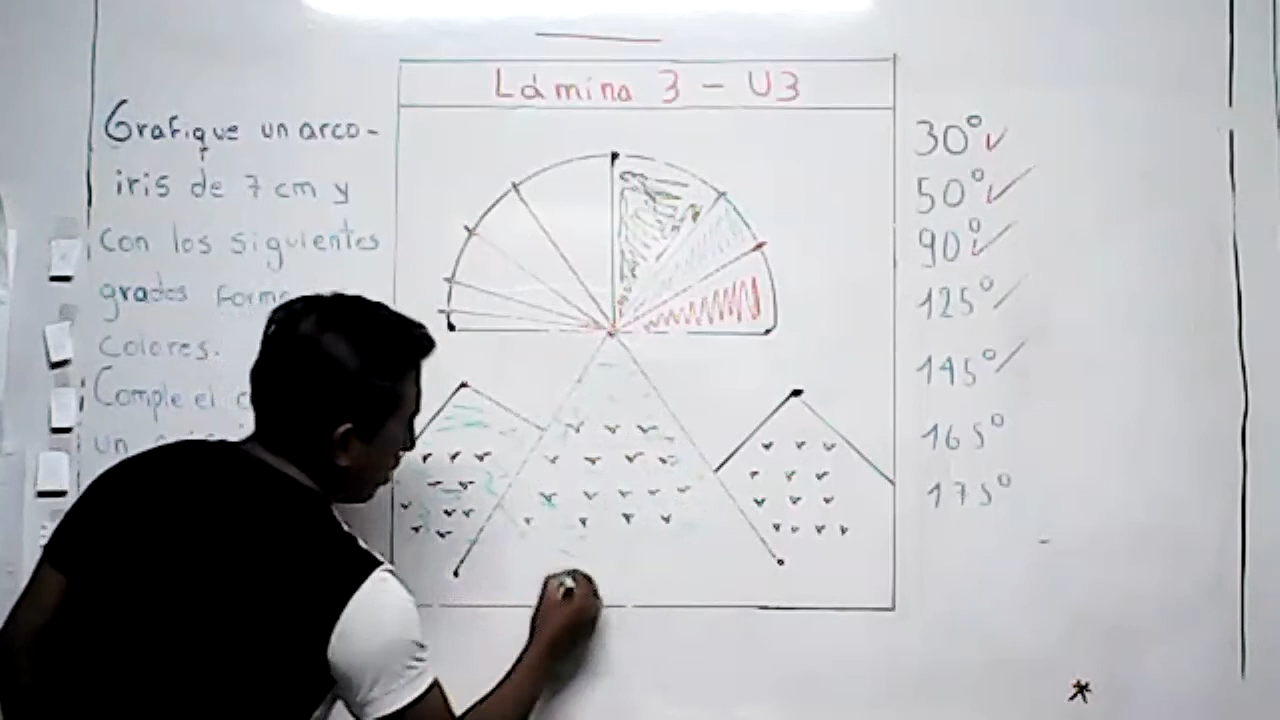 Lámina 3 - U3
Grafique un arco-
iris de 7 cm y
con los siguientes
grados
Colores.
Comple el
un
30°
50°
90°
125°
145°
165°
175°